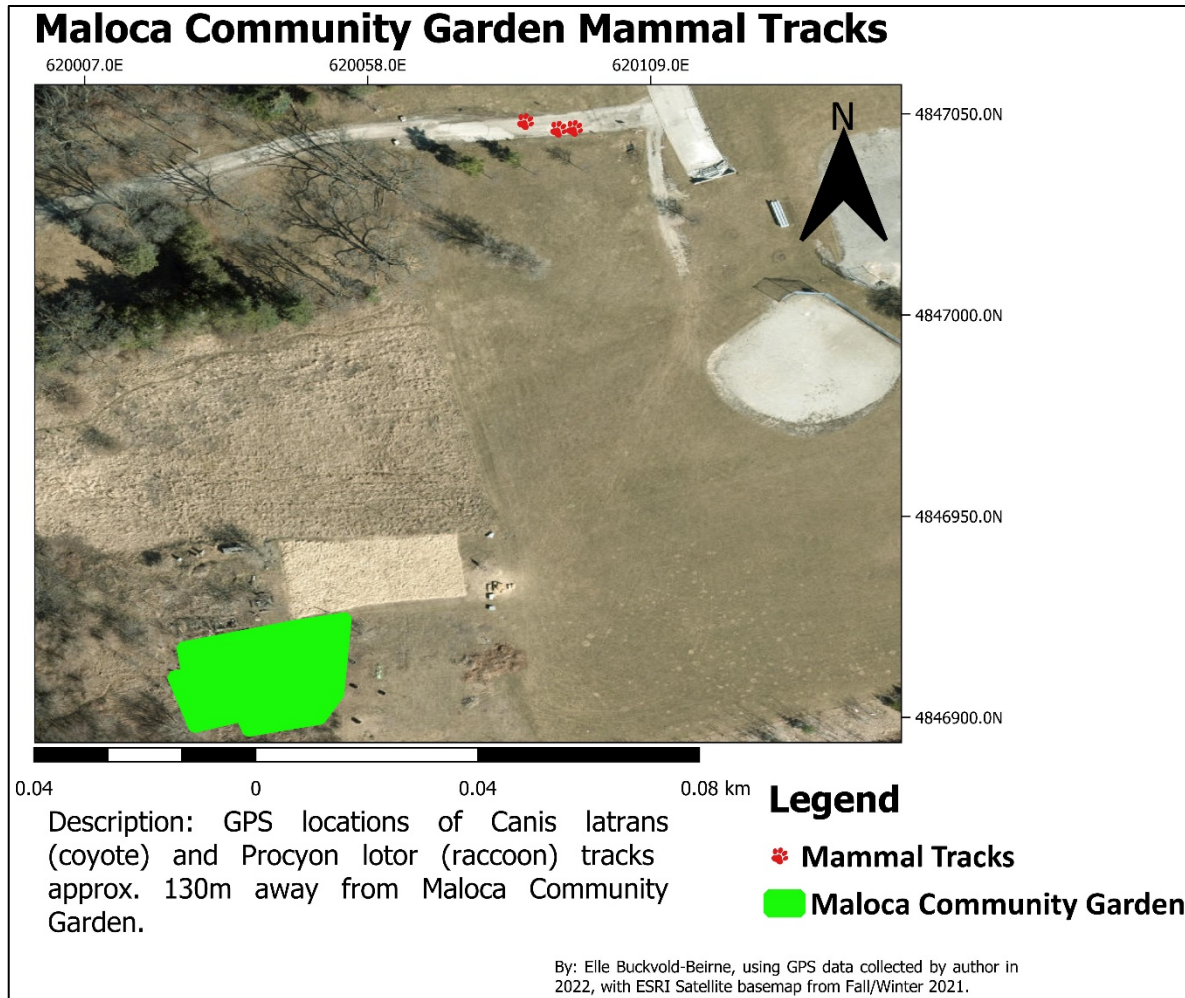 Maloca Community Garden Mammal Tracks
620007.0E 620058.0E 620109.0E
N
4847050.0N
4847000.0N
4846950.0N
4846900.0N
0.04 0 0.04 0.08 km
Description: GPS locations of Canis latrans
(coyote) and Procyon lotor (raccoon) tracks
approx. 130m away from Maloca Community
Garden.
Legend
Mammal Tracks
Maloca Community Garden
By: Elle Buckvold-Beirne, using GPS data collected by author in
2022, with ESRI Satellite basemap from Fall/Winter 2021.